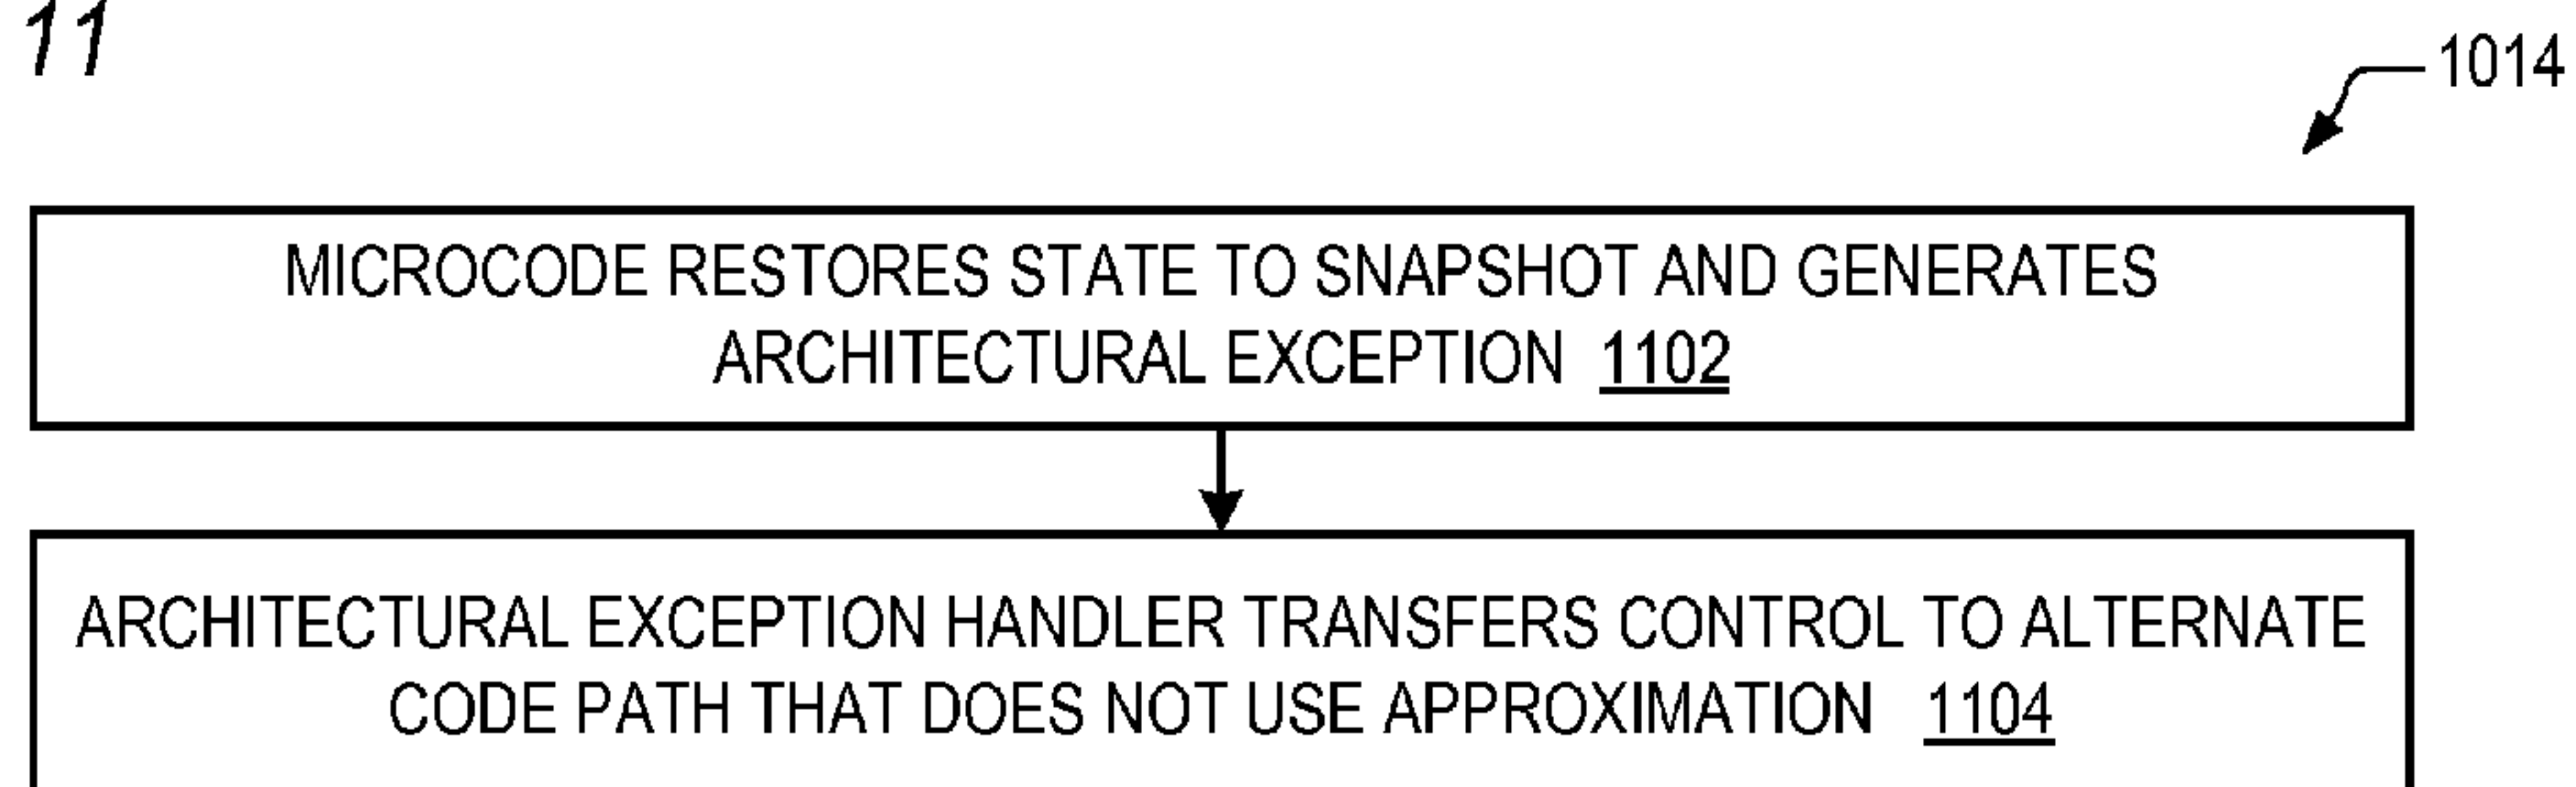 11
1014
MICROCODE RESTORES STATE TO SNAPSHOT AND GENERATES
ARCHITECTURAL EXCEPTION 1102
ARCHITECTURAL EXCEPTION HANDLER TRANSFERS CONTROL TO ALTERNATE
CODE PATH THAT DOES NOT USE APPROXIMATION 1104